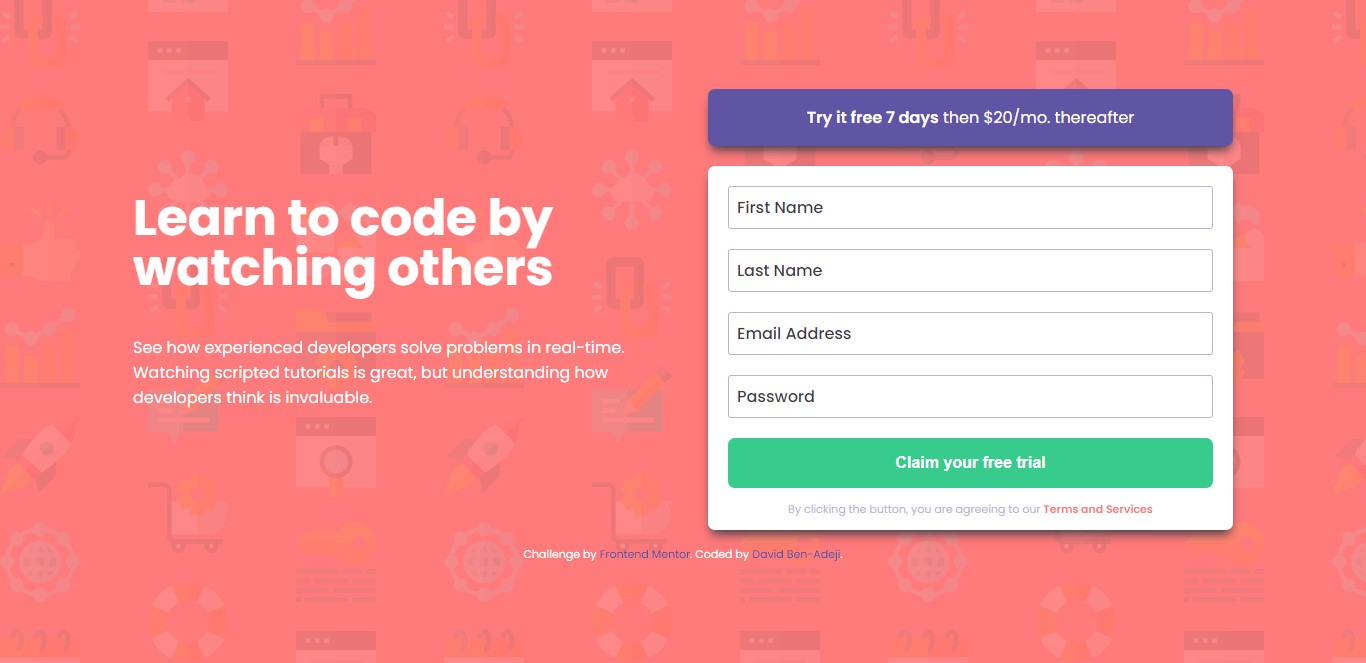 Learn to code by
watching others
See how experienced developers solve problems in real-time.
Watching scripted tutorials is great, but understanding how
developers think is invaluable.
Try it free 7 days then $20/mo. thereafter
First Name
Last Name
Email Address
Password
Claim your free trial
By clicking the button, you are agreeing to our Terms and Services
Challenge by Frontend Mentor. Coded by David Ben-Adeji.